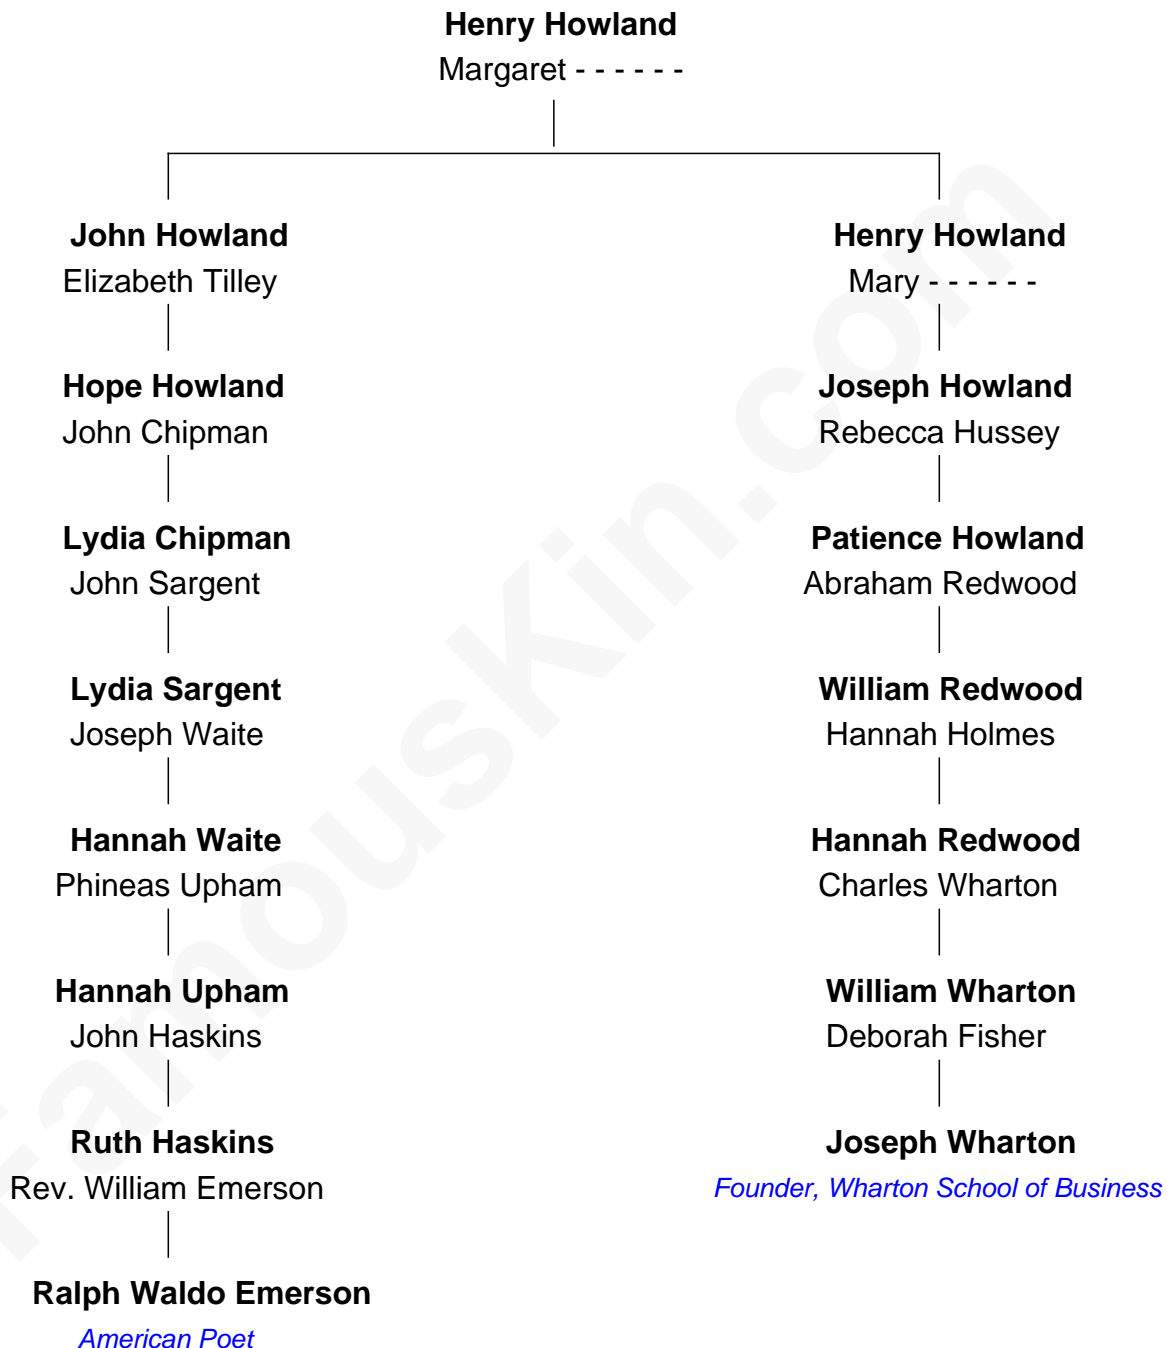 Henry Howland
Margaret - - - - - -
John Howland
Elizabeth Tilley
Henry Howland
Mary - - - - - -
Hope Howland
John Chipman
Joseph Howland
Rebecca Hussey
Lydia Chipman
John Sargent
Patience Howland
Abraham Redwood
Lydia Sargent
Joseph Waite
William Redwood
Hannah Holmes
Hannah Waite
Phineas Upham
Hannah Redwood
Charles Wharton
Hannah Upham
John Haskins
William Wharton
Deborah Fisher
Ruth Haskins
Rev. William Emerson
Joseph Wharton
Founder, Wharton School of Business
Ralph Waldo Emerson
American Poet
FamousKin.com